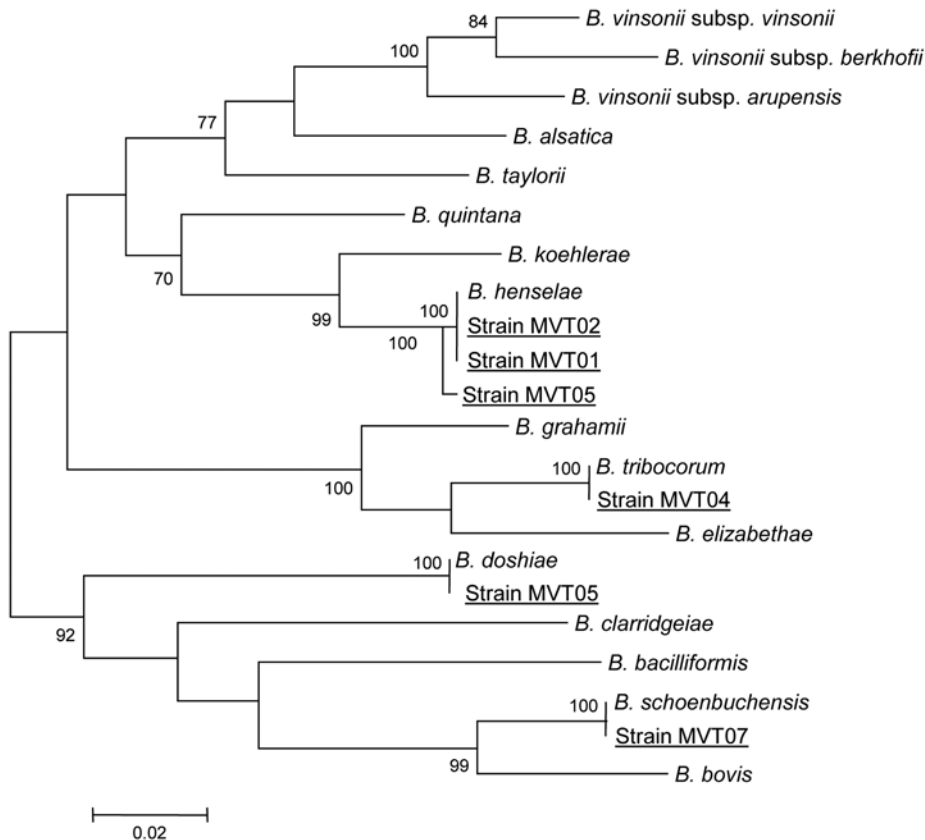 84
B. vinsonii subsp. vinsonii
100
B. vinsonii subsp. berkhofii
B. vinsonii subsp. arupensis
77
B. alsatica
B. taylorii
B. quintana
70
B. koehlerae
99
B. henselae
100
Strain MVT02
100
Strain MVT01
Strain MVT05
B. grahamii
100
B. tribocorum
100
Strain MVT04
B. elizabethae
B. doshiae
100
Strain MVT05
92
B. clarridgeiae
B. bacilliformis
B. schoenbuchensis
100
Strain MVT07
99
B. bovis
0.02